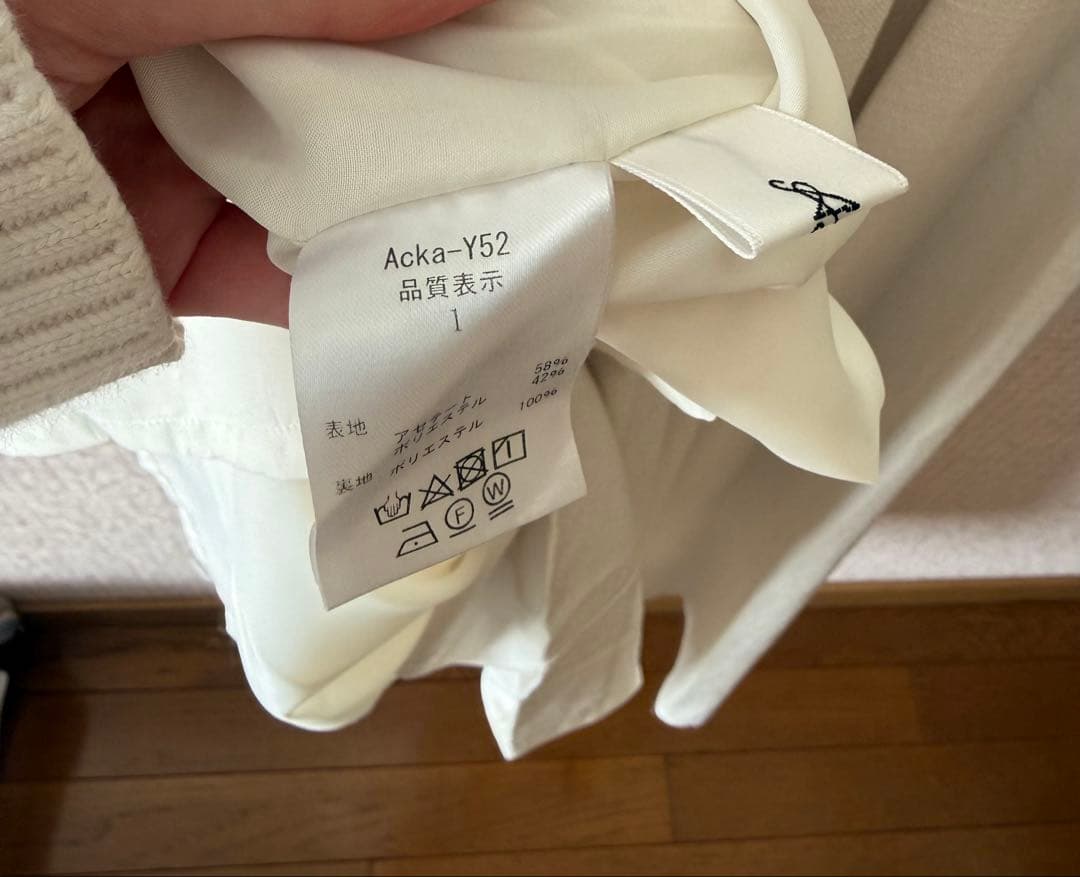 Acka-Y52
品質表示
1
表地 アセテート 58%
ポリエステル 42%
裏地 ポリエステル 100%
F W